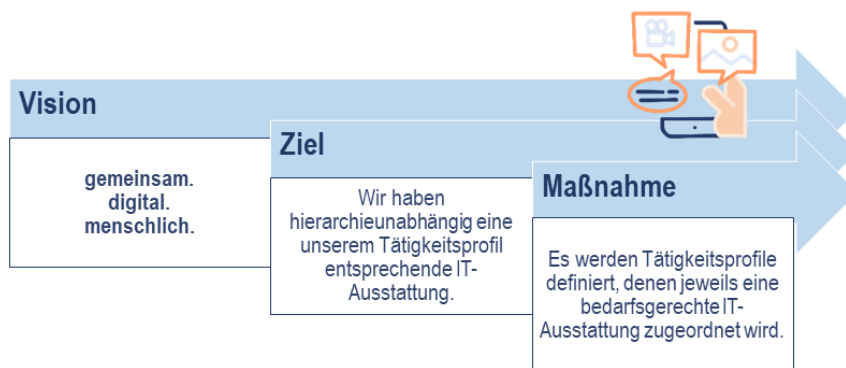 Vision
gemeinsam.
digital.
menschlich.
Ziel
Wir haben
hierarchieunabhängig eine
unserem Tätigkeitsprofil
entsprechende IT-
Ausstattung.
Maßnahme
Es werden Tätigkeitsprofile
definiert, denen jeweils eine
bedarfsgerechte IT-
Ausstattung zugeordnet wird.